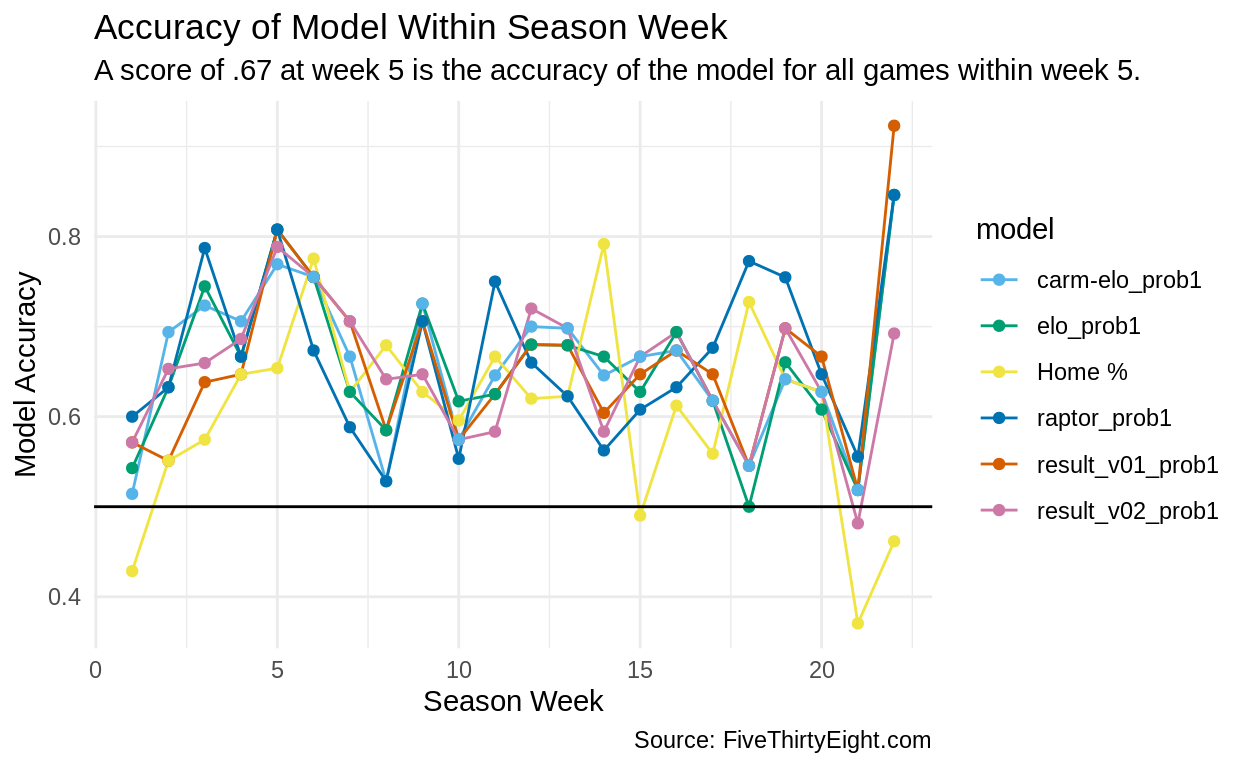 Accuracy of Model Within Season Week
A score of .67 at week 5 is the accuracy of the model for all games within week 5.
Model Accuracy
0.8
0.6
0.4
0 5 10 15 20
Season Week
model
carm-elo_prob1
elo_prob1
Home %
raptor_prob1
result_v01_prob1
result_v02_prob1
Source: FiveThirtyEight.com